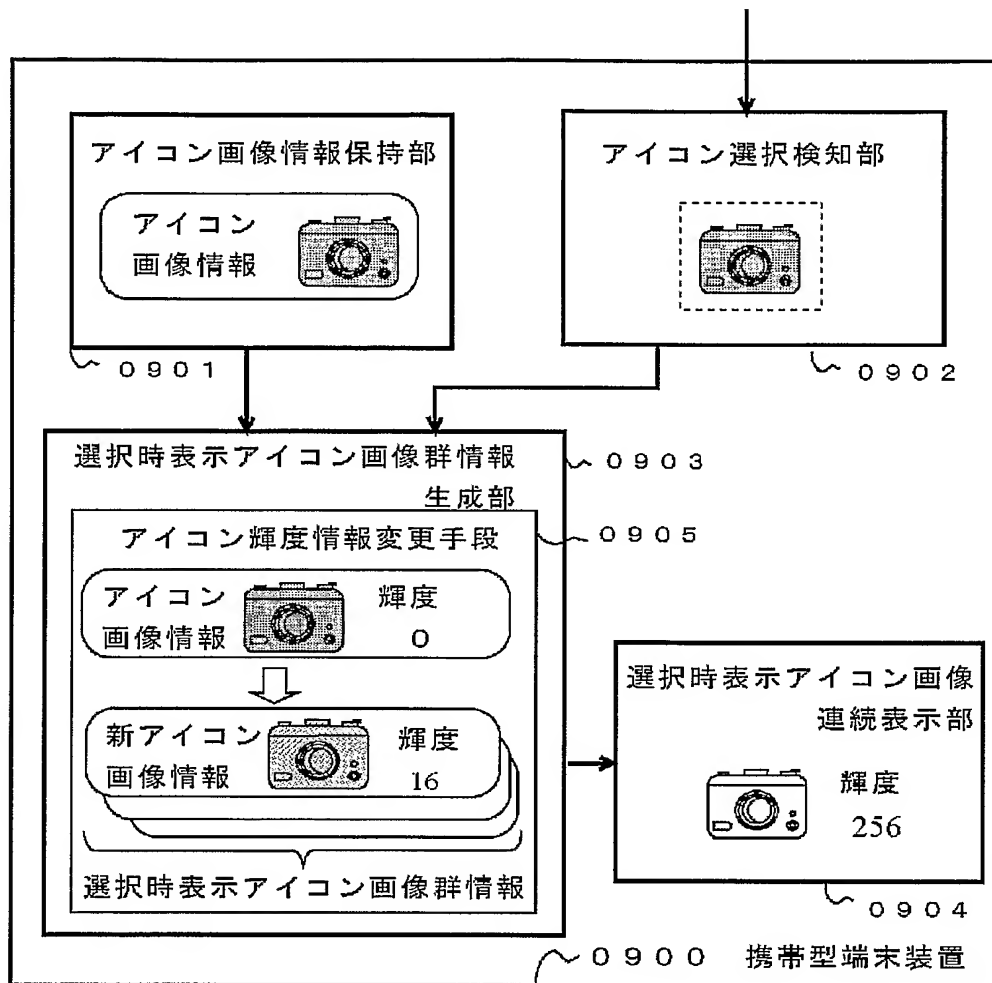 アイコン画像情報保持部
アイコン
画像情報
0901
アイコン選択検知部
0902
選択時表示アイコン画像群情報
生成部
0903
アイコン輝度情報変更手段
0905
アイコン
画像情報
輝度
0
新アイコン
画像情報
輝度
16
選択時表示アイコン画像群情報
選択時表示アイコン画像
連続表示部
輝度
256
0904
0900 携帯型端末装置